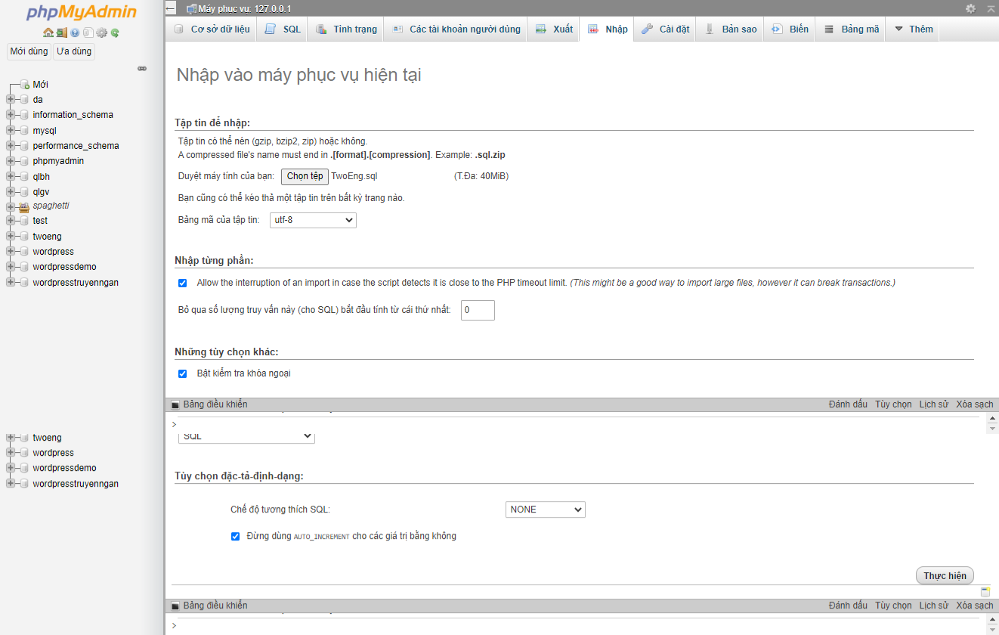 phpMyAdmin
Mới dùng Ưa dùng
Mới
da
information_schema
mysql
performance_schema
phpmyadmin
qlbh
qlgv
spaghetti
test
twoeng
wordpress
wordpressdemo
wordpresstruyenngan
twoeng
wordpress
wordpressdemo
wordpresstruyenngan
Máy phục vụ: 127.0.0.1
Cơ sở dữ liệu SQL Tình trạng Các tài khoản người dùng Xuất Nhập Cài đặt Bản sao Biến Bảng mã Thêm
Nhập vào máy phục vụ hiện tại
Tập tin để nhập:
Tập tin có thể nén (gzip, bzip2, zip) hoặc không.
A compressed file's name must end in .[format].[compression]. Example: .sql.zip
Duyệt máy tính của bạn: Chọn tệp TwoEng.sql (T.Đa: 40MiB)
Bạn cũng có thể kéo thả một tập tin trên bất kỳ trang nào.
Bảng mã của tập tin: utf-8
Nhập từng phần:
Allow the interruption of an import in case the script detects it is close to the PHP timeout limit. (This might be a good way to import large files, however it can break transactions.)
Bỏ qua số lượng truy vấn này (cho SQL) bắt đầu tính từ cái thứ nhất: 0
Những tùy chọn khác:
Bật kiểm tra khóa ngoại
Bảng điều khiển Đánh dấu Tùy chọn Lịch sử Xóa sạch
>
SQL
Tùy chọn đặc-tả-định-dạng:
Chế độ tương thích SQL: NONE
Đừng dùng AUTO_INCREMENT cho các giá trị bằng không
Thực hiện
Bảng điều khiển Đánh dấu Tùy chọn Lịch sử Xóa sạch
>